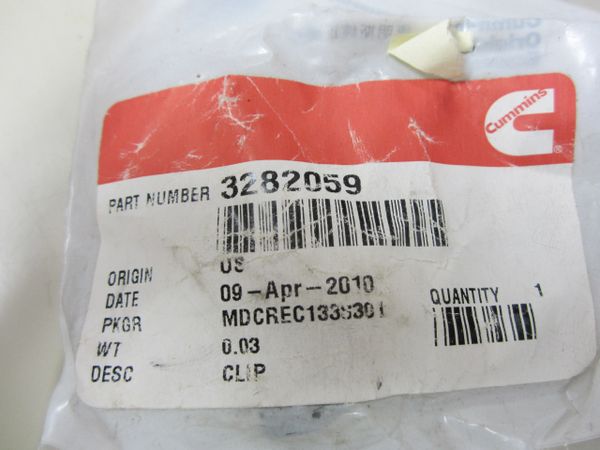 Cummins
PART NUMBER 3282059
ORIGIN US
DATE 09-Apr-2010
QUANTITY 1
PKGR
WT 0.03
DESC CLIP